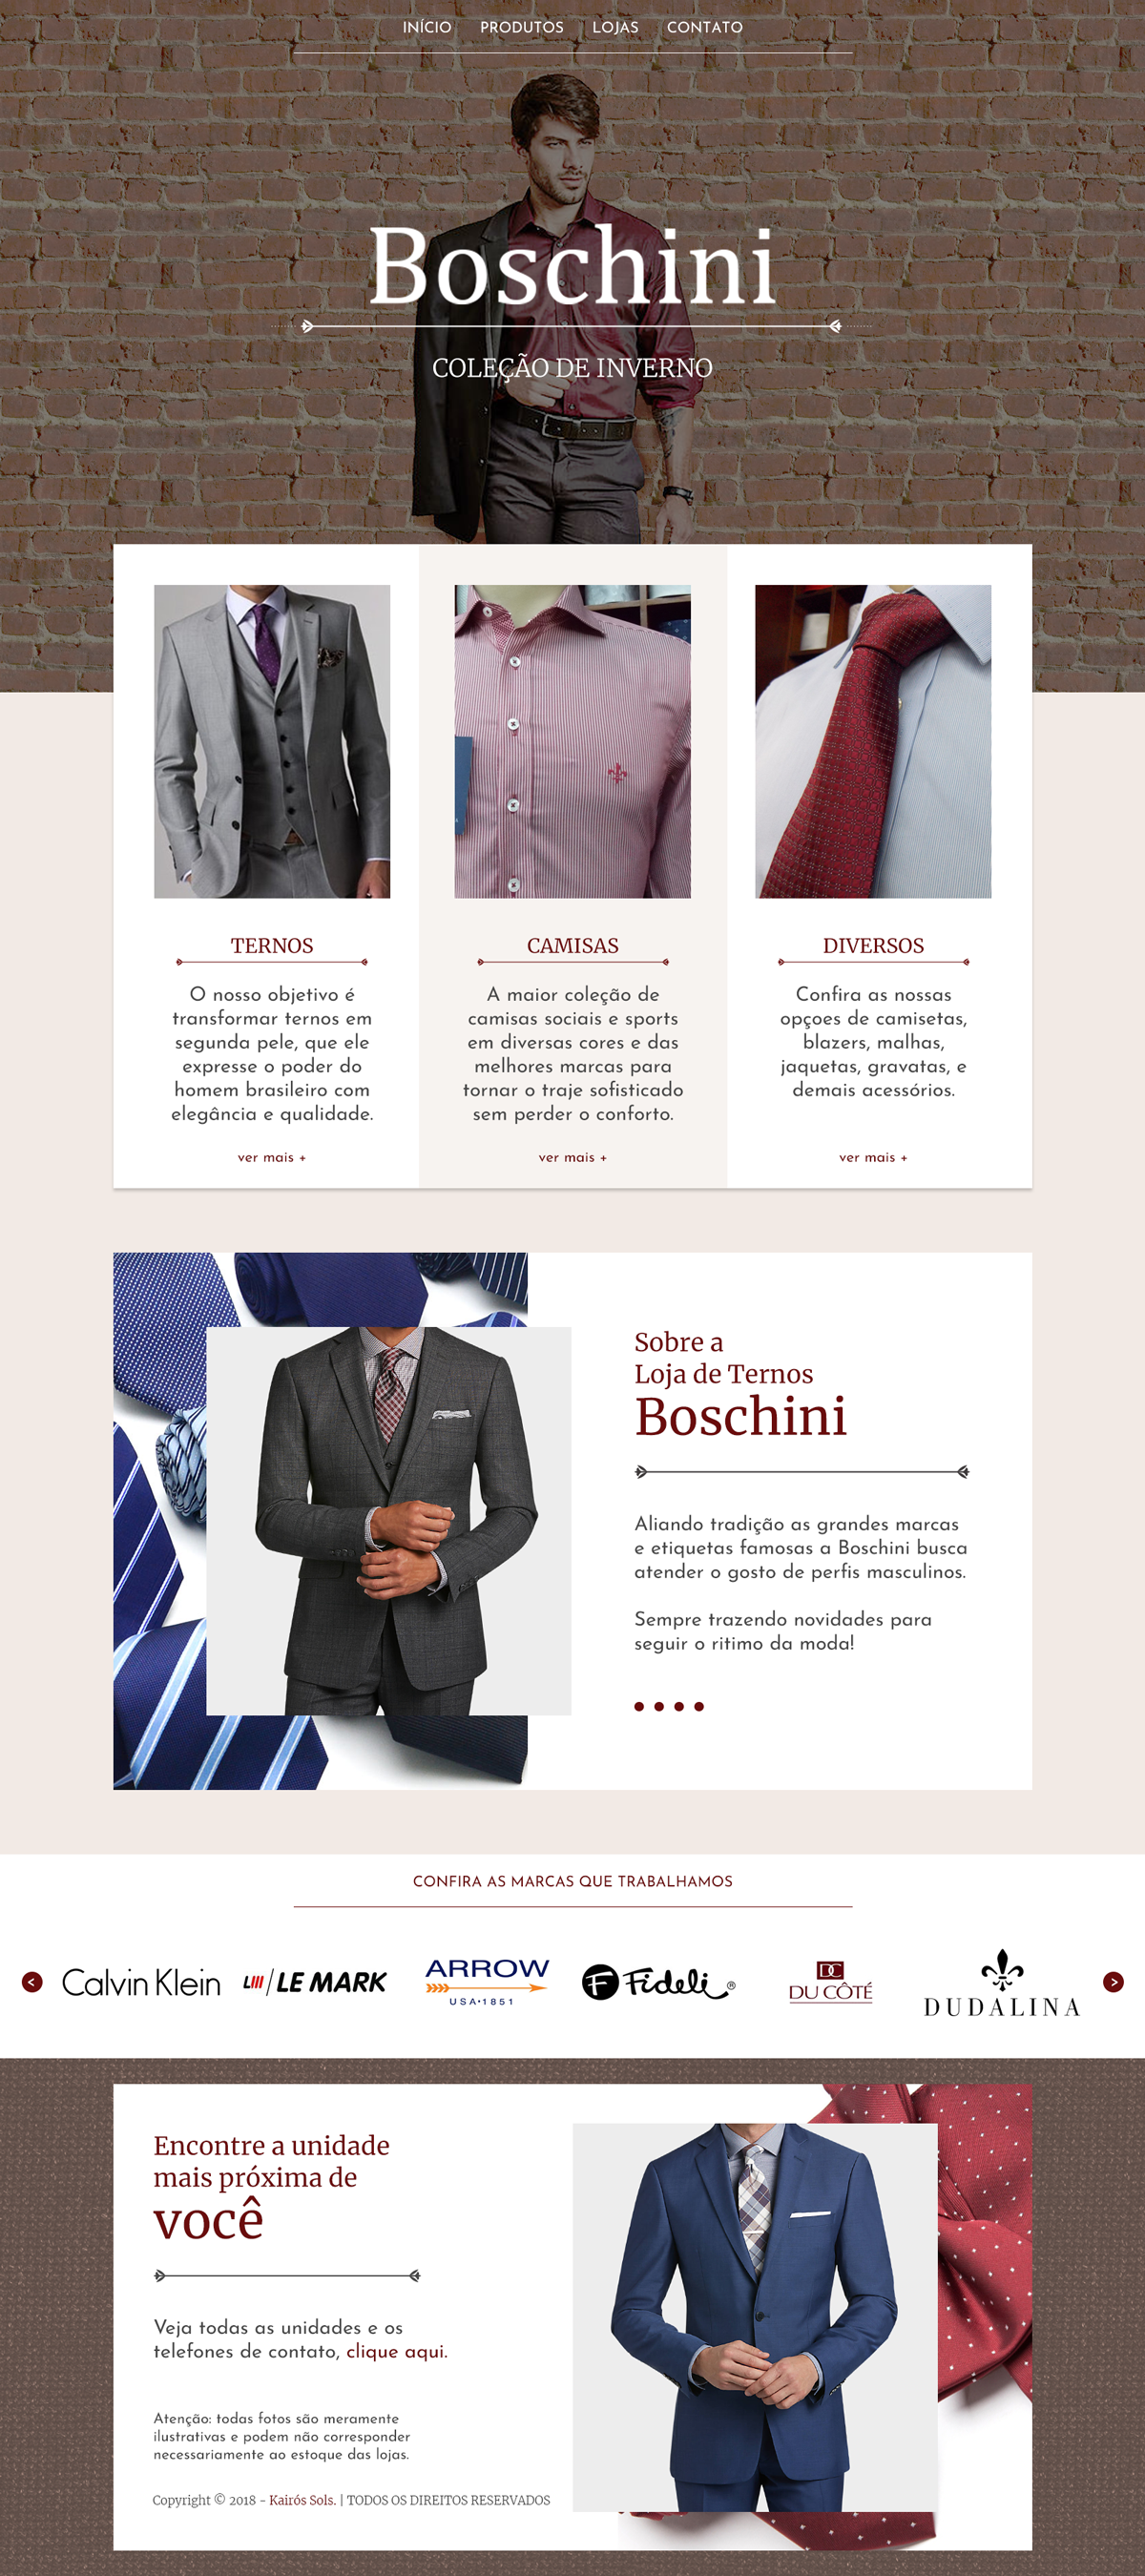 INÍCIO PRODUTOS LOJAS CONTATO
Boschini
COLEÇÃO DE INVERNO
TERNOS
O nosso objetivo é
transformar ternos em
segunda pele, que ele
expresse o poder do
homem brasileiro com
elegância e qualidade.
ver mais +
CAMISAS
A maior coleção de
camisas sociais e sports
em diversas cores e das
melhores marcas para
tornar o traje sofisticado
sem perder o conforto.
ver mais +
DIVERSOS
Confira as nossas
opçoes de camisetas,
blazers, malhas,
jaquetas, gravatas, e
demais acessórios.
ver mais +
Sobre a
Loja de Ternos
Boschini
Aliando tradição as grandes marcas
e etiquetas famosas a Boschini busca
atender o gosto de perfis masculinos.
Sempre trazendo novidades para
seguir o ritimo da moda!
CONFIRA AS MARCAS QUE TRABALHAMOS
< Calvin Klein LM LE MARK
ARROW
USA•1851
F Fideli ®
DC
DU CÔTÉ
DUDALINA >
Encontre a unidade
mais próxima de
você
Veja todas as unidades e os
telefones de contato, clique aqui.
Atenção: todas fotos são meramente
ilustrativas e podem não corresponder
necessariamente ao estoque das lojas.
Copyright © 2018 - Kairós Sols. | TODOS OS DIREITOS RESERVADOS